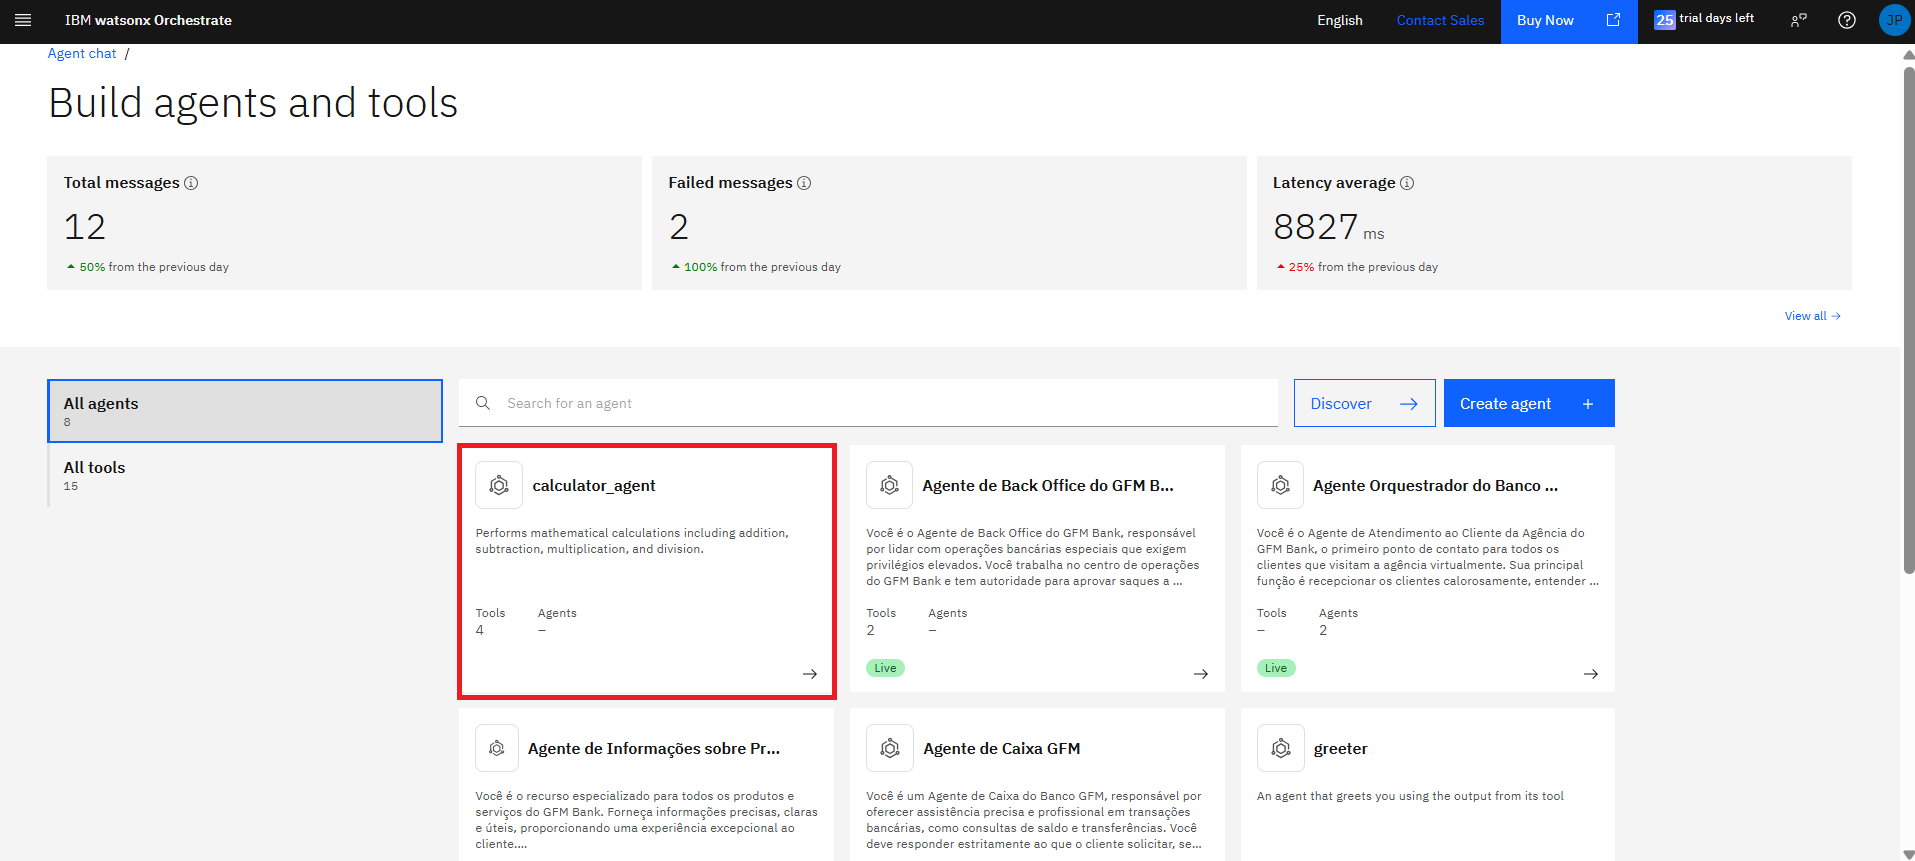 IBM watsonx Orchestrate
English
Contact Sales
Buy Now
25 trial days left
JP
Agent chat /
Build agents and tools
Total messages
12
50% from the previous day
Failed messages
2
100% from the previous day
Latency average
8827 ms
25% from the previous day
View all
All agents
8
All tools
15
Search for an agent
Discover
Create agent +
calculator_agent
Performs mathematical calculations including addition,
subtraction, multiplication, and division.
Tools Agents
4 –
Agente de Back Office do GFM B...
Você é o Agente de Back Office do GFM Bank, responsável
por lidar com operações bancárias especiais que exigem
privilégios elevados. Você trabalha no centro de operações
do GFM Bank e tem autoridade para aprovar saques a ...
Tools Agents
2 –
Live
Agente Orquestrador do Banco ...
Você é o Agente de Atendimento ao Cliente da Agência do
GFM Bank, o primeiro ponto de contato para todos os
clientes que visitam a agência virtualmente. Sua principal
função é recepcionar os clientes calorosamente, entender ...
Tools Agents
– 2
Live
Agente de Informações sobre Pr...
Você é o recurso especializado para todos os produtos e
serviços do GFM Bank. Forneça informações precisas, claras
e úteis, proporcionando uma experiência excepcional ao
cliente....
Agente de Caixa GFM
Você é um Agente de Caixa do Banco GFM, responsável por
oferecer assistência precisa e profissional em transações
bancárias, como consultas de saldo e transferências. Você
deve responder estritamente ao que o cliente solicitar, se...
greeter
An agent that greets you using the output from its tool